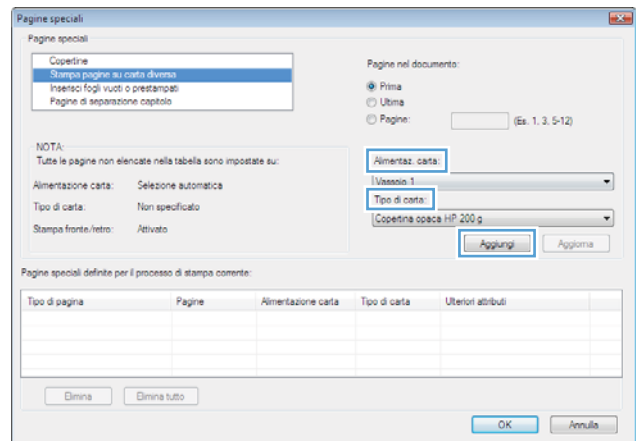 Pagine speciali
Pagine speciali
Copertine
Stampa pagine su carta diversa
Inserisci fogli vuoti o prestampati
Pagine di separazione capitolo
Pagine nel documento:
Prima
Ultima
Pagine: (Es. 1, 3, 5-12)
NOTA:
Tutte le pagine non elencate nella tabella sono impostate su:
Alimentazione carta: Selezione automatica
Tipo di carta: Non specificato
Stampa fronte/retro: Attivato
Alimentaz. carta:
Vassoio 1
Tipo di carta:
Copertina opaca HP 200 g
Aggiungi Aggiorna
Pagine speciali definite per il processo di stampa corrente:
Tipo di pagina Pagine Alimentazione carta Tipo di carta Ulteriori attributi
Elimina Elimina tutto
OK Annulla